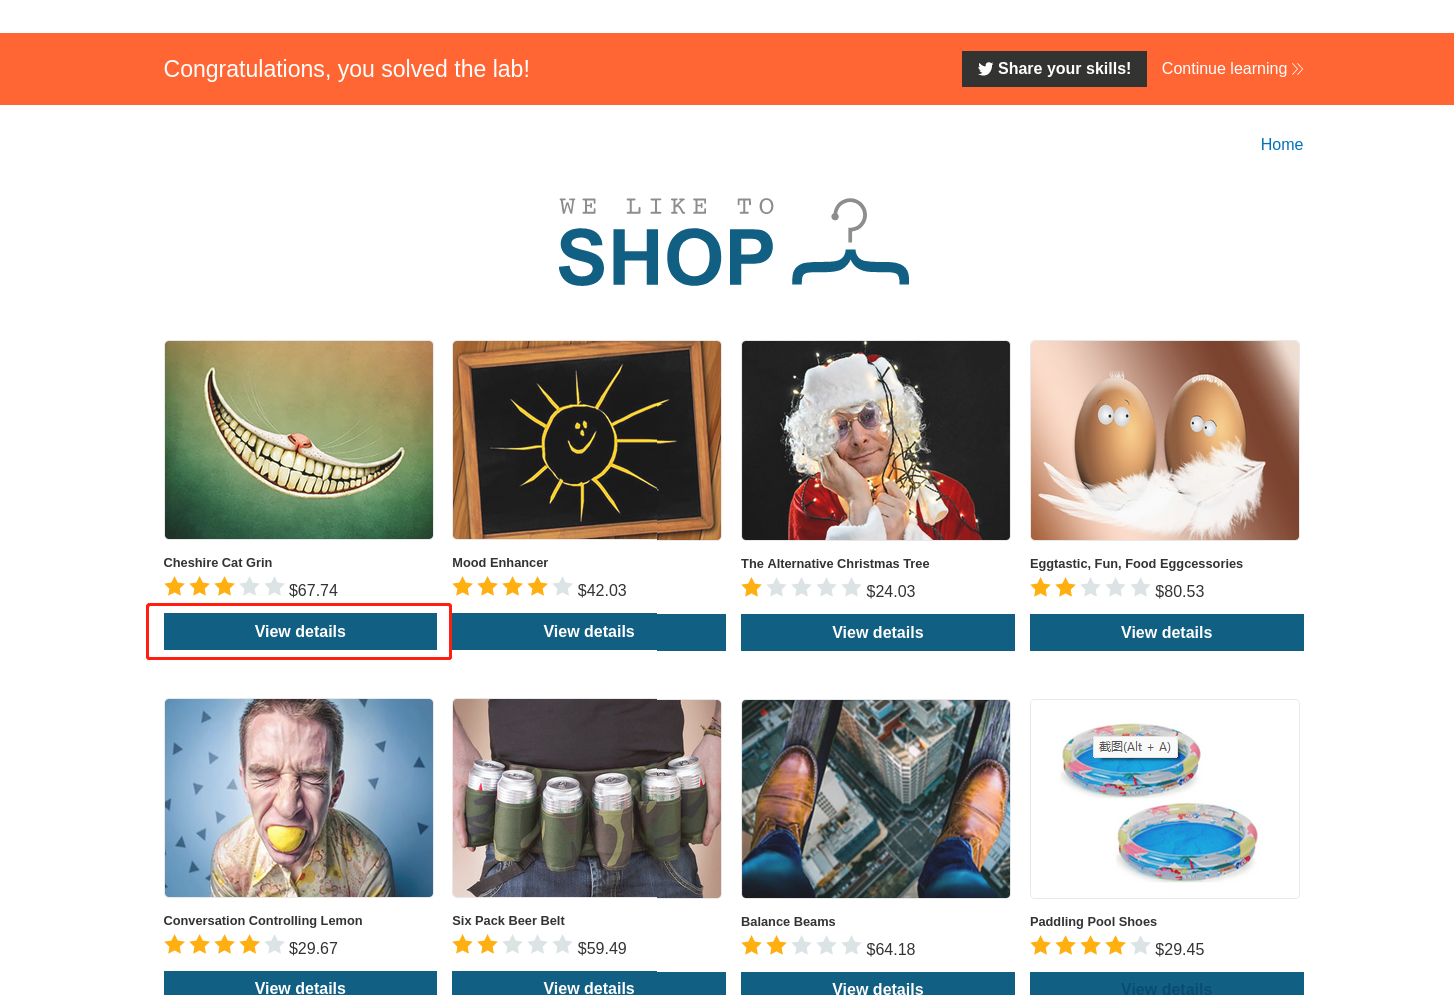 Congratulations, you solved the lab!
Share your skills!
Continue learning
Home
WE LIKE TO
SHOP
Cheshire Cat Grin
$67.74
View details
Mood Enhancer
$42.03
View details
The Alternative Christmas Tree
$24.03
View details
Eggtastic, Fun, Food Eggcessories
$80.53
View details
截图(Alt + A)
Conversation Controlling Lemon
$29.67
View details
Six Pack Beer Belt
$59.49
View details
Balance Beams
$64.18
View details
Paddling Pool Shoes
$29.45
View details